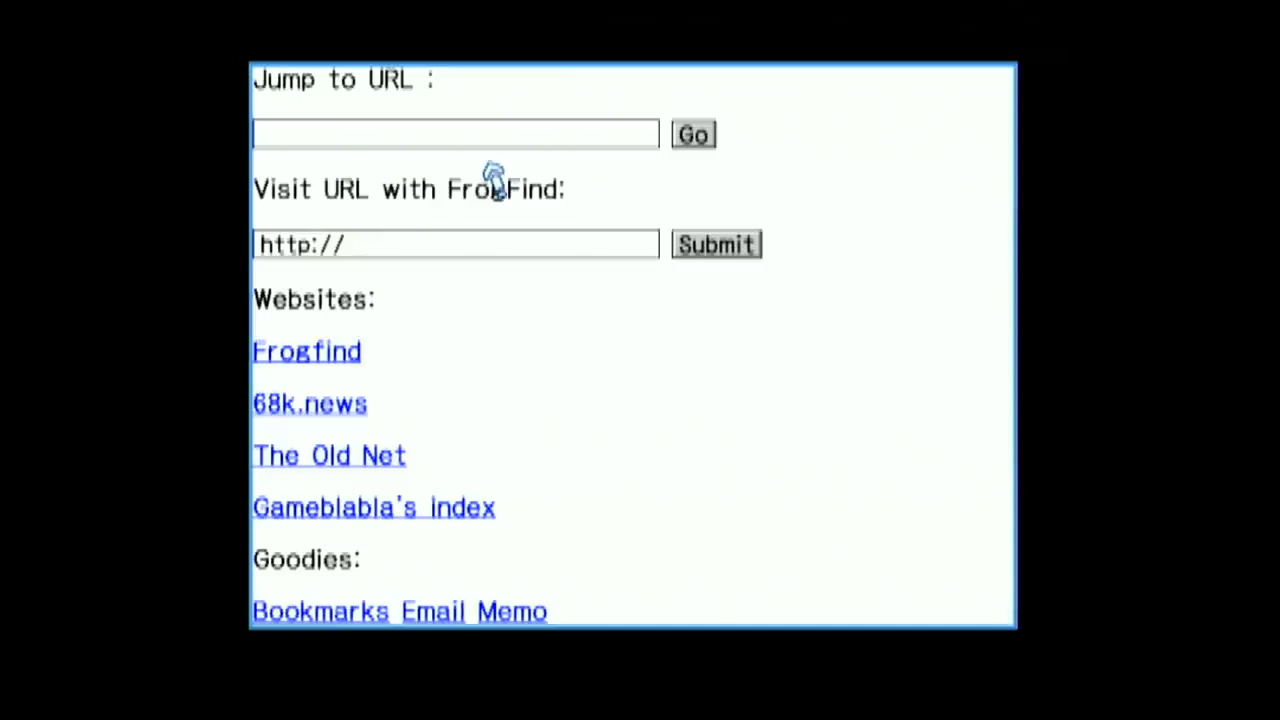 Jump to URL :
Go
Visit URL with FrogFind:
http:// Submit
Websites:
Frogfind
68k.news
The Old Net
Gameblabla's index
Goodies:
Bookmarks Email Memo